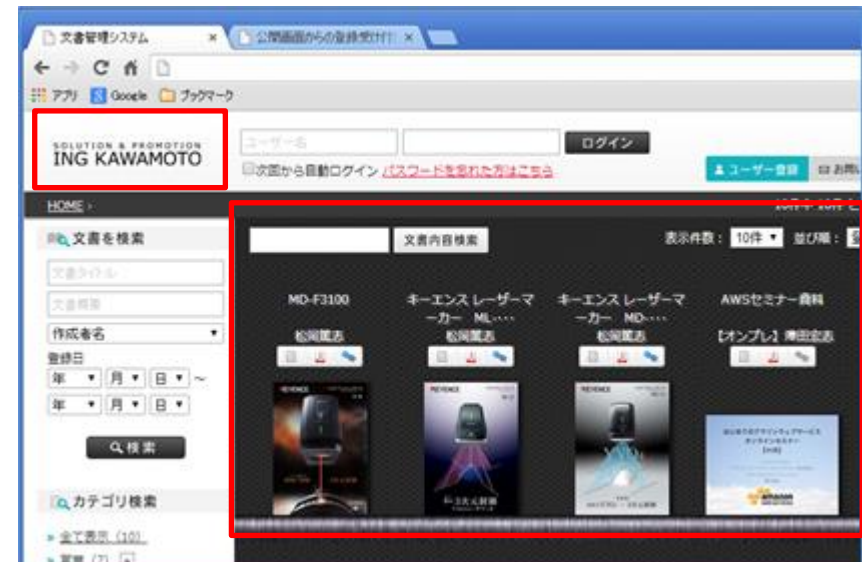 文書管理システム
公開画面からの登録受け付
アプリ Google ブックマーク
SOLUTION & PROMOTION
ING KAWAMOTO
ユーザー名
ログイン
次回から自動ログイン パスワードを忘れた方はこちら
ユーザー登録
HOME ›
文書を検索
文書内容検索
表示件数： 10件 並び順：
文書タイトル
文書概要
作成者名
登録日
年 月 日 ～
年 月 日
検索
MD-F3100
松岡篤志
キーエンス レーザーマーカー ML‥‥
松岡篤志
キーエンス レーザーマーカー MD‥‥
松岡篤志
AWSセミナー資料
【オンプレ】 澤田宏志
KEYENCE
KEYENCE
KEYENCE
amazon
カテゴリ検索
» 全て表示 (10)